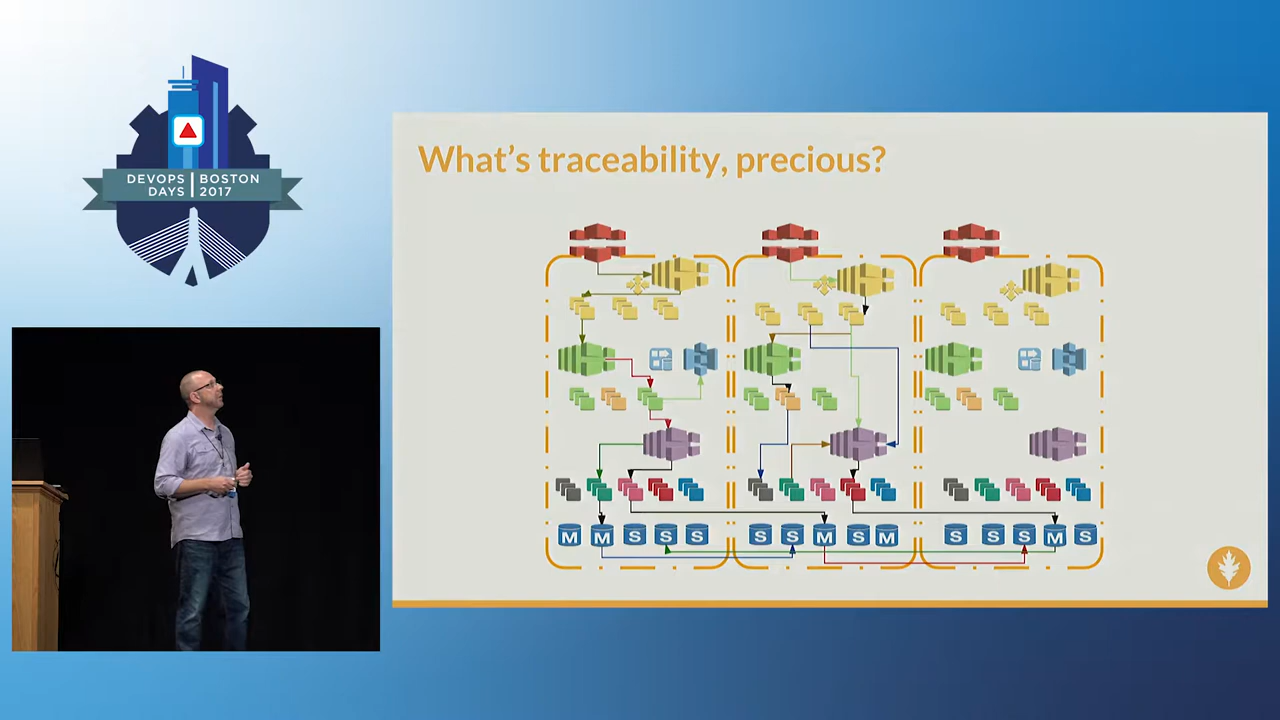 DEVOPS BOSTON
DAYS 2017
What's traceability, precious?
M M S S S S S M S M S S S M S